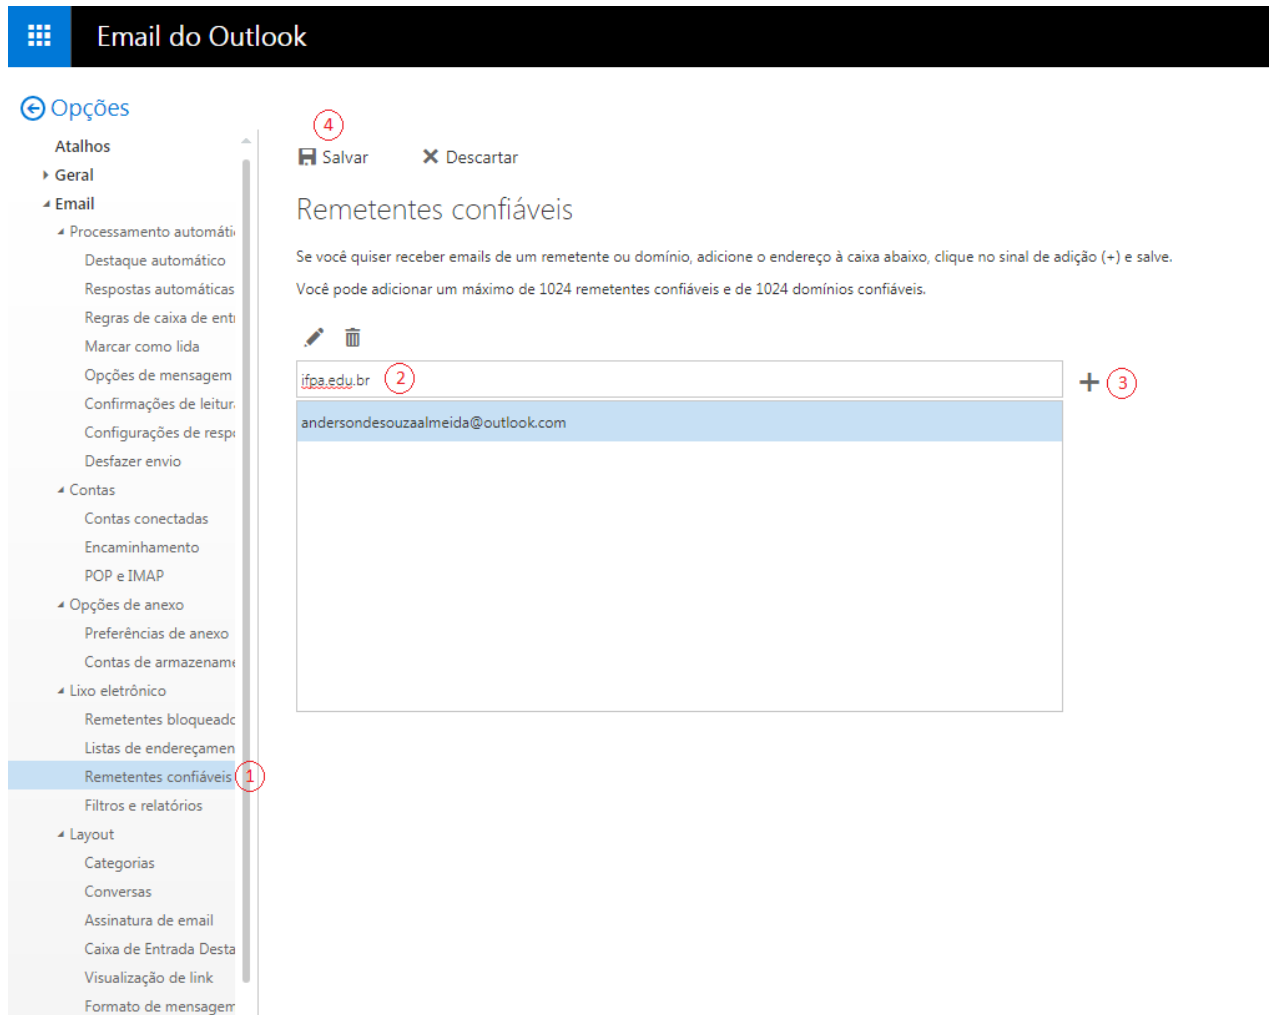 Email do Outlook
Opções
Atalhos
Geral
Email
Processamento automáti
Destaque automático
Respostas automáticas
Regras de caixa de entr
Marcar como lida
Opções de mensagem
Confirmações de leitura
Configurações de respo
Desfazer envio
Contas
Contas conectadas
Encaminhamento
POP e IMAP
Opções de anexo
Preferências de anexo
Contas de armazename
Lixo eletrônico
Remetentes bloqueado
Listas de endereçamen
Remetentes confiáveis 1
Filtros e relatórios
Layout
Categorias
Conversas
Assinatura de email
Caixa de Entrada Desta
Visualização de link
Formato de mensagem
4
Salvar Descartar
Remetentes confiáveis
Se você quiser receber emails de um remetente ou domínio, adicione o endereço à caixa abaixo, clique no sinal de adição (+) e salve.
Você pode adicionar um máximo de 1024 remetentes confiáveis e de 1024 domínios confiáveis.
ifpa.edu.br 2
+ 3
andersondesouzaalmeida@outlook.com